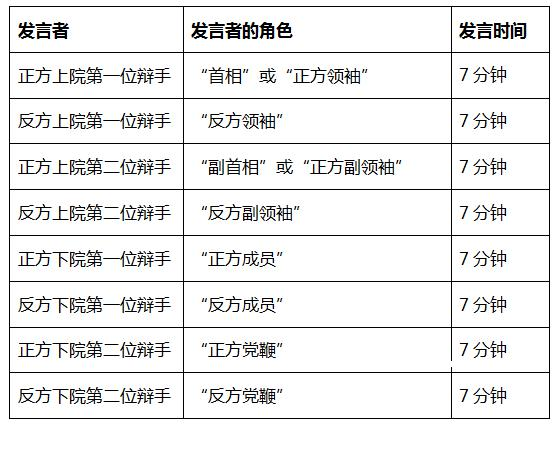 发言者 发言者的角色 发言时间
正方上院第一位辩手 “首相”或“正方领袖” 7 分钟
反方上院第一位辩手 “反方领袖” 7 分钟
正方上院第二位辩手 “副首相”或“正方副领袖” 7 分钟
反方上院第二位辩手 “反方副领袖” 7 分钟
正方下院第一位辩手 “正方成员” 7 分钟
反方下院第一位辩手 “反方成员” 7 分钟
正方下院第二位辩手 “正方党鞭” 7 分钟
反方下院第二位辩手 “反方党鞭” 7 分钟